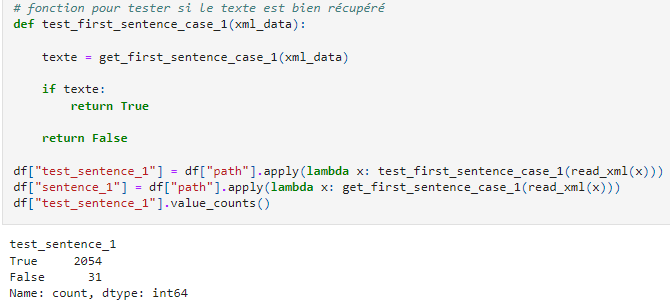 # fonction pour tester si le texte est bien récupéré
def test_first_sentence_case_1(xml_data):
    texte = get_first_sentence_case_1(xml_data)
    if texte:
        return True
    return False
df["test_sentence_1"] = df["path"].apply(lambda x: test_first_sentence_case_1(read_xml(x)))
df["sentence_1"] = df["path"].apply(lambda x: get_first_sentence_case_1(read_xml(x)))
df["test_sentence_1"].value_counts()
test_sentence_1
True     2054
False      31
Name: count, dtype: int64